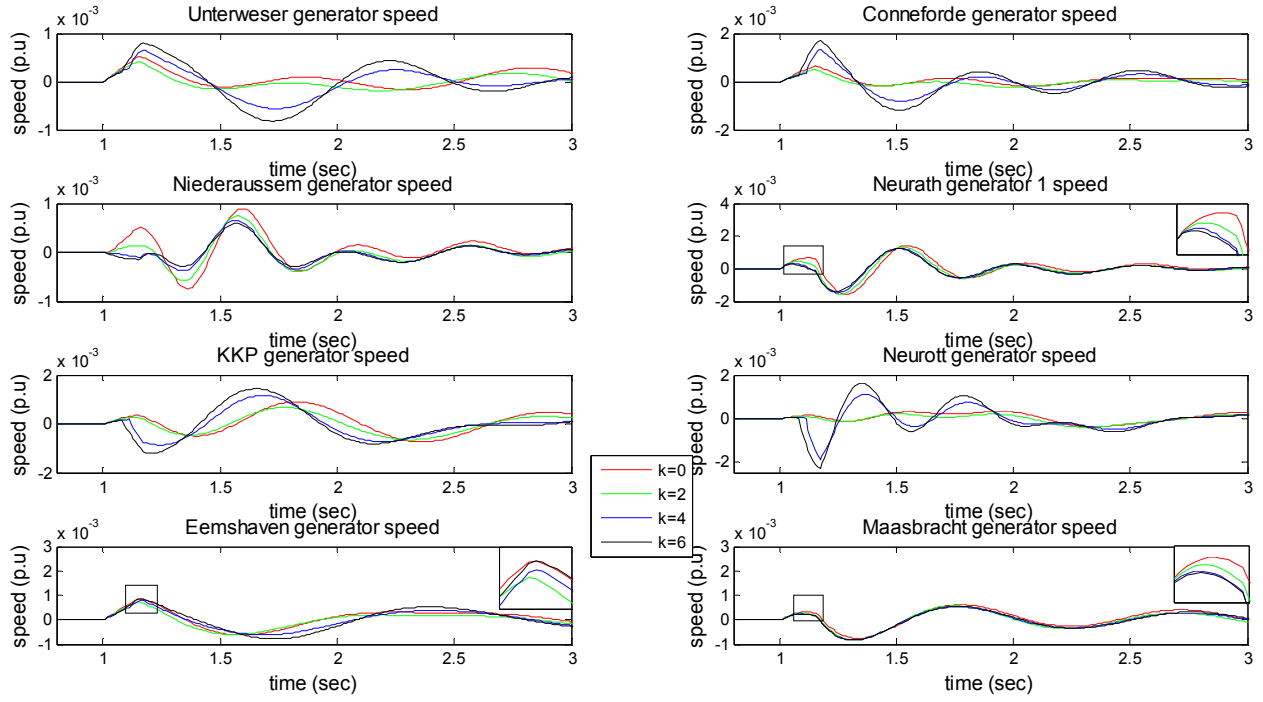 Unterweser generator speed
x 10^-3
speed (p.u)
1
0
-1
1
1.5
2
2.5
3
time (sec)
Conneforde generator speed
x 10^-3
speed (p.u)
2
0
-2
1
1.5
2
2.5
3
time (sec)
Niederaussem generator speed
x 10^-3
speed (p.u)
1
0
-1
1
1.5
2
2.5
3
time (sec)
Neurath generator 1 speed
x 10^-3
speed (p.u)
4
2
0
-2
1
1.5
2
2.5
3
time (sec)
KKP generator speed
x 10^-3
speed (p.u)
2
0
-2
1
1.5
2
2.5
3
time (sec)
Neurott generator speed
x 10^-3
speed (p.u)
2
0
-2
1
1.5
2
2.5
3
time (sec)
k=0
k=2
k=4
k=6
Eemshaven generator speed
x 10^-3
speed (p.u)
3
2
1
0
-1
1
1.5
2
2.5
3
time (sec)
Maasbracht generator speed
x 10^-3
speed (p.u)
3
2
1
0
-1
1
1.5
2
2.5
3
time (sec)